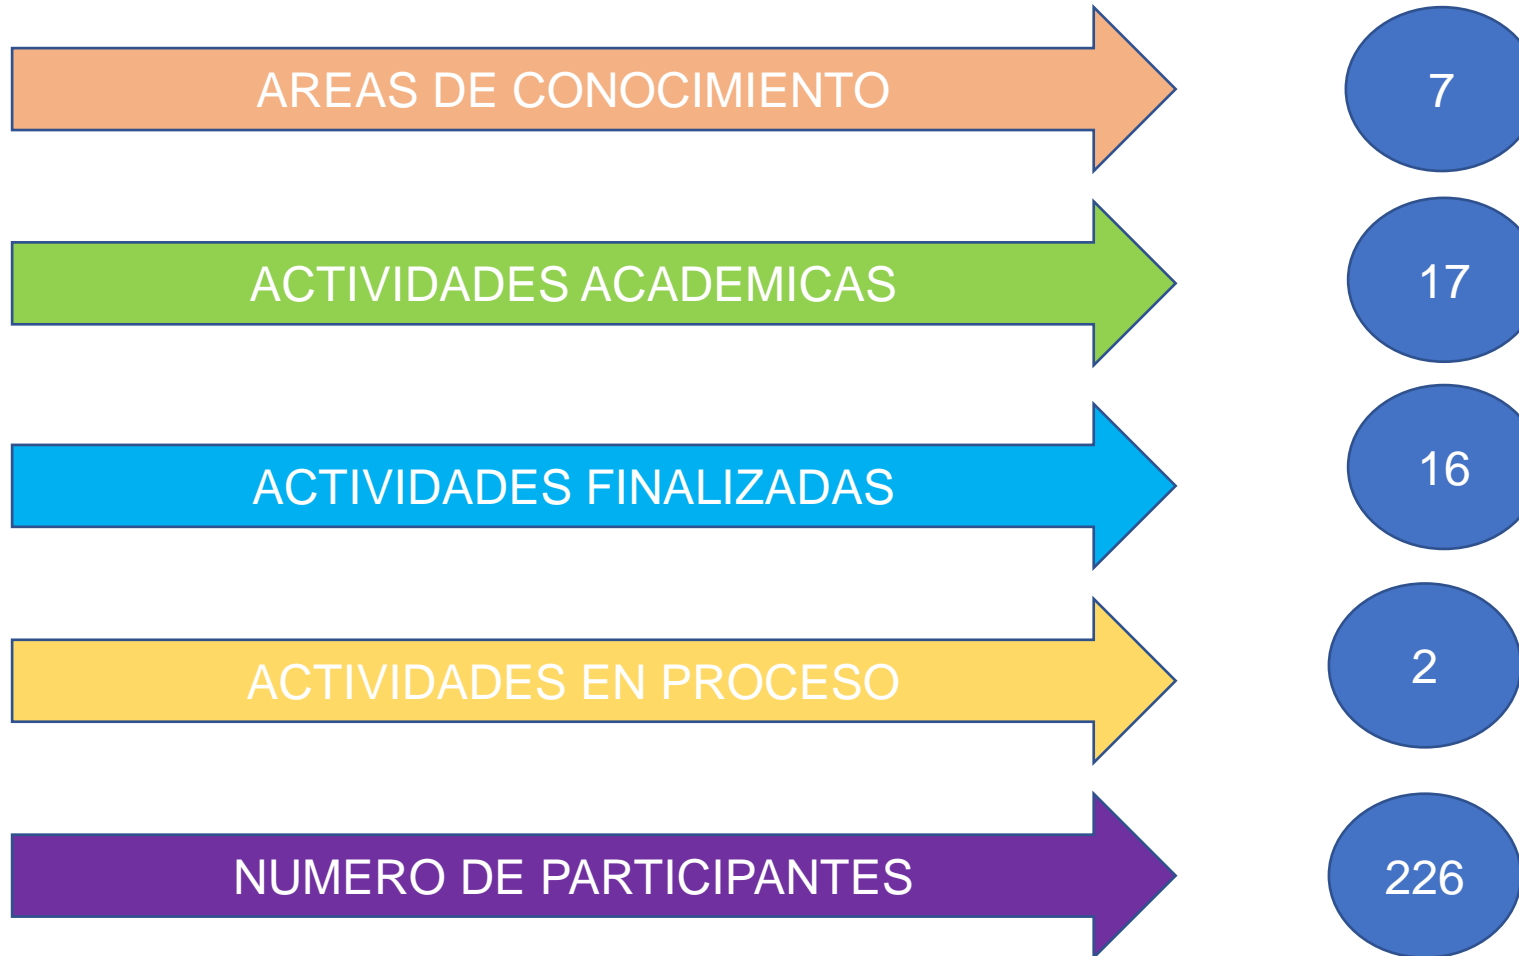 AREAS DE CONOCIMIENTO
7
ACTIVIDADES ACADEMICAS
17
ACTIVIDADES FINALIZADAS
16
ACTIVIDADES EN PROCESO
2
NUMERO DE PARTICIPANTES
226